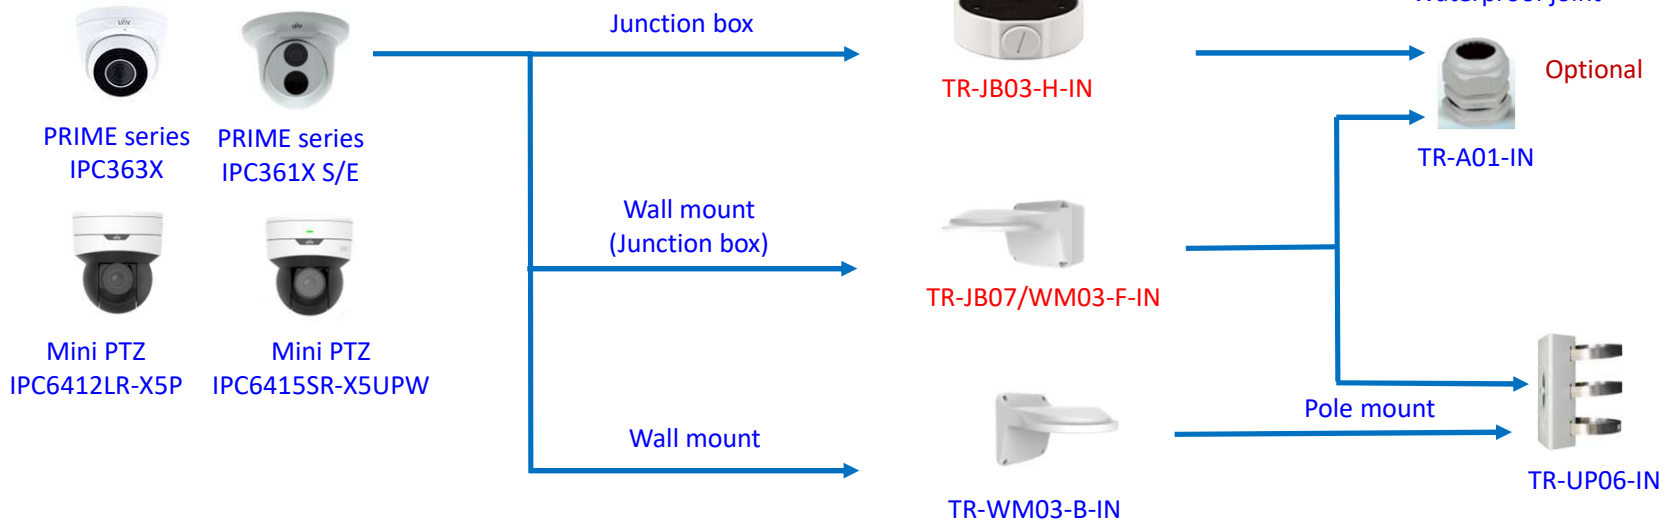 Junction box
Waterproof joint
TR-JB03-H-IN
Optional
PRIME series
IPC363X
PRIME series
IPC361X S/E
TR-A01-IN
Wall mount
(Junction box)
TR-JB07/WM03-F-IN
Mini PTZ
IPC6412LR-X5P
Mini PTZ
IPC6415SR-X5UPW
Wall mount
Pole mount
TR-WM03-B-IN
TR-UP06-IN